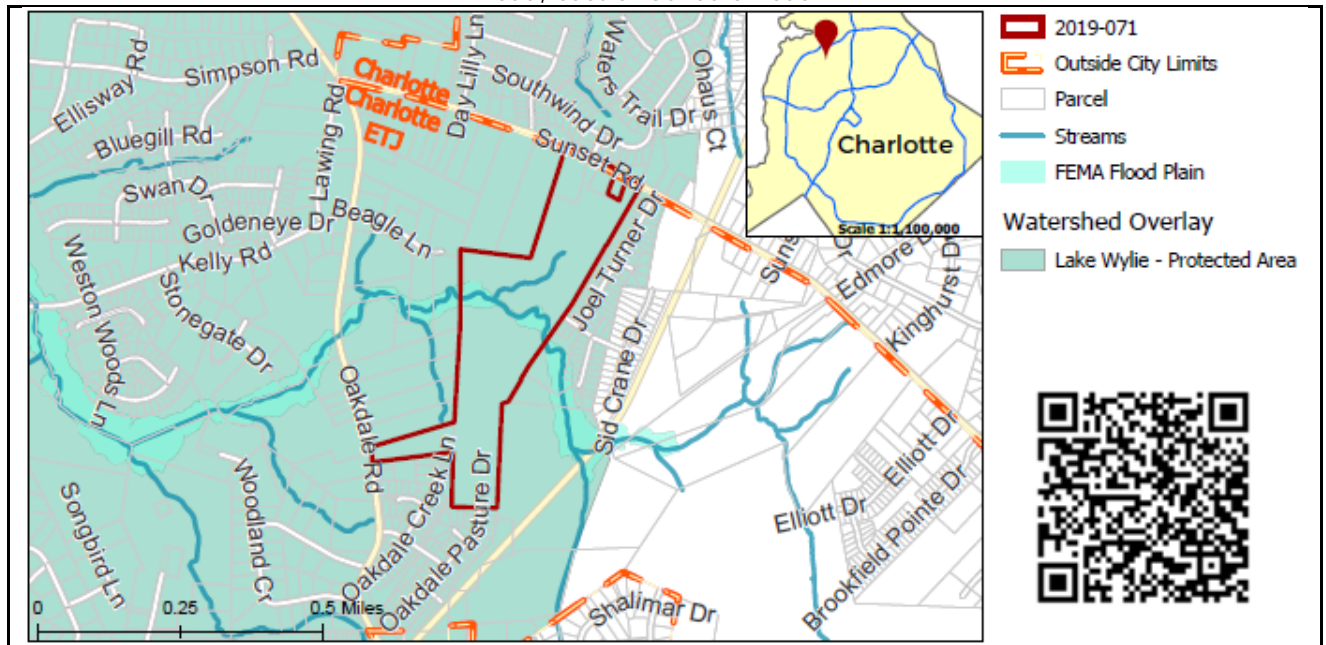 Ellisway Rd
Simpson Rd
Bluegill Rd
Swan Dr
Goldeneye Dr
Kelly Rd
Beagle Ln
Lawing Rd
Charlotte
Charlotte
ETJ
Day Lilly Ln
Southwind Dr
Waters Trail Dr
Ohaus Ct
Sunset Rd
Weston Woods Ln
Stonegate Dr
Joel Turner Dr
Sid Crane Dr
Edmore
Kinghurst Dr
Oakdale Rd
Oakdale Creek Ln
Oakdale Pasture Dr
Woodland Cr
Songbird Ln
Elliott Dr
Elliott Dr
Brookfield Pointe Dr
Shalimar Dr
0 0.25 0.5 Miles
Charlotte
Scale 1:1,100,000
2019-071
Outside City Limits
Parcel
Streams
FEMA Flood Plain
Watershed Overlay
Lake Wylie - Protected Area